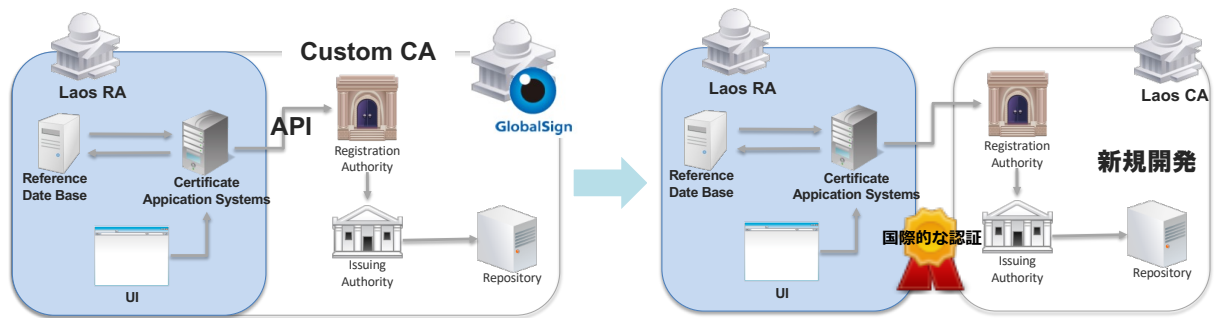 Custom CA
Laos RA
GlobalSign
API
Registration
Authority
Reference
Date Base
Certificate
Appication Systems
UI
Issuing
Authority
Repository
Laos RA
Laos CA
Registration
Authority
新規開発
Reference
Date Base
Certificate
Appication Systems
国際的な認証
UI
Issuing
Authority
Repository